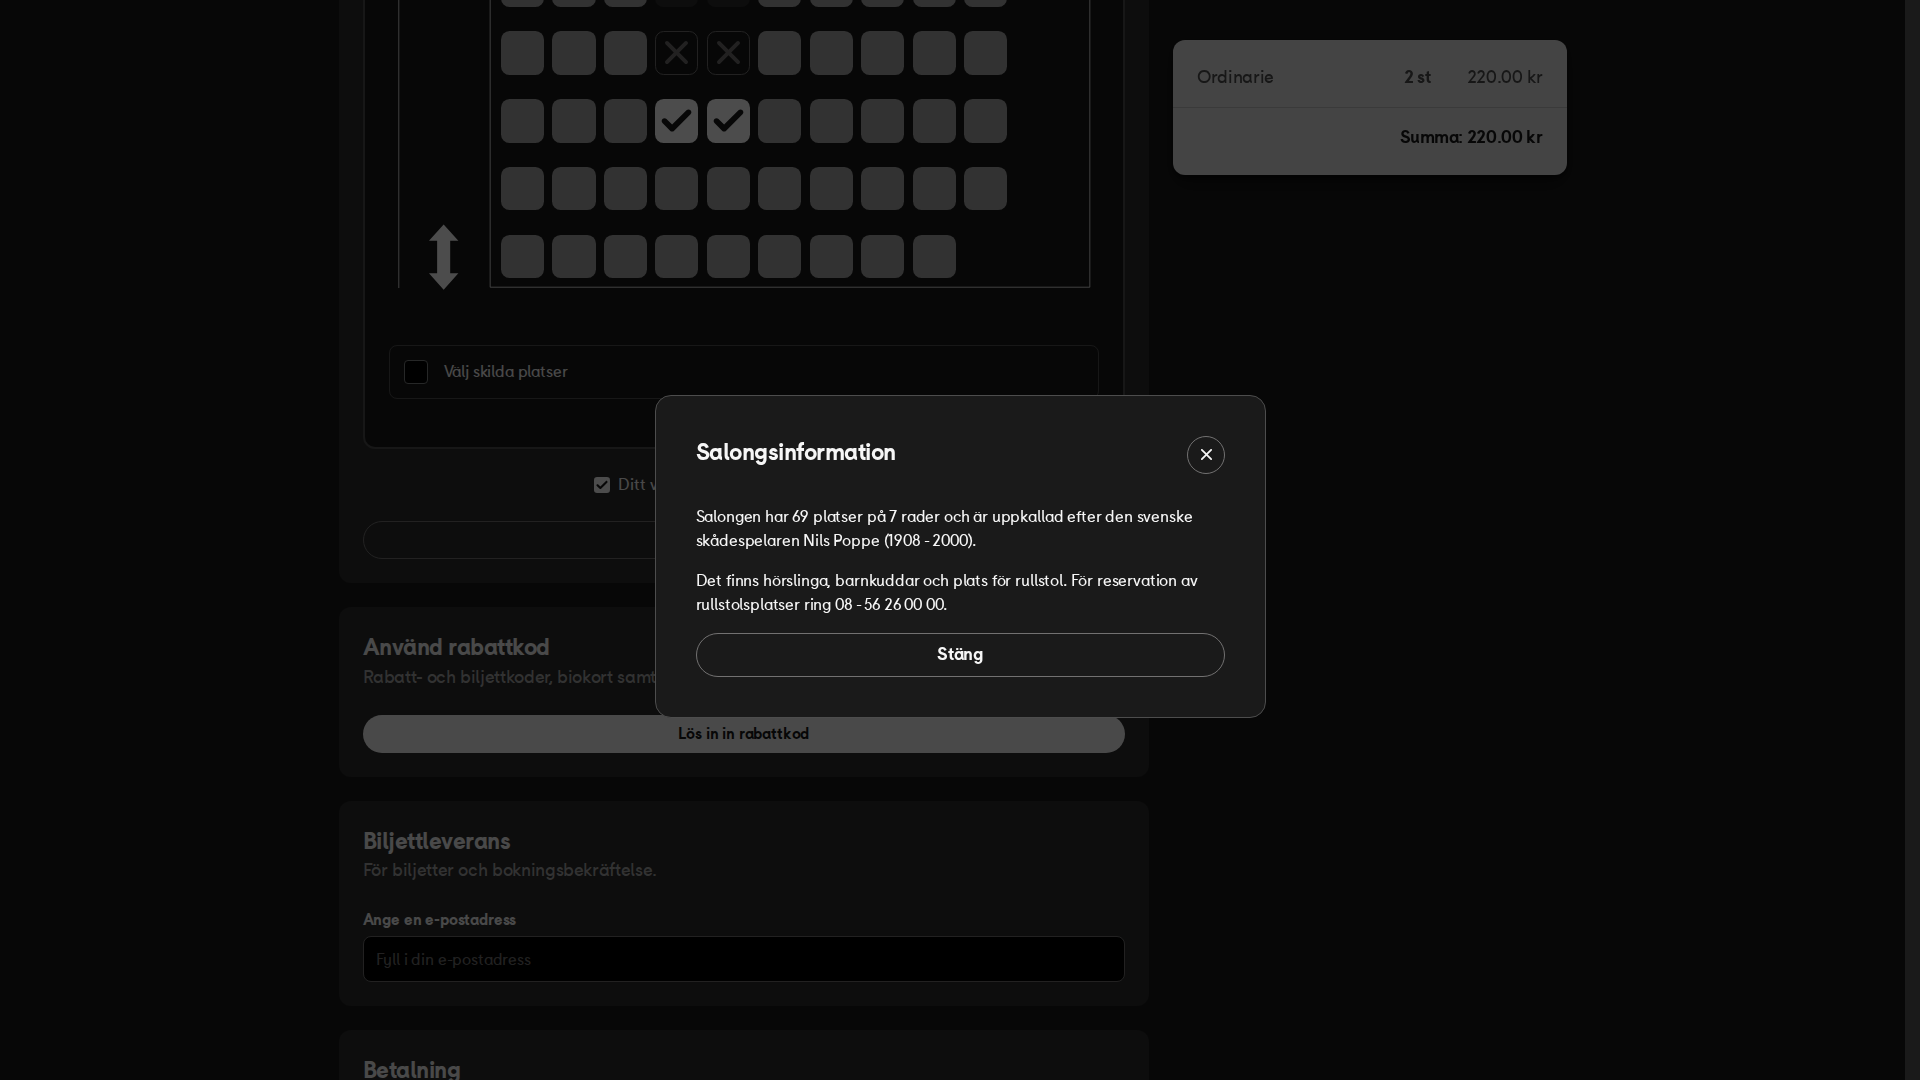 Ordinarie 2 st 220.00 kr
Summa: 220.00 kr
Välj skilda platser
Ditt
Salongsinformation
Salongen har 69 platser på 7 rader och är uppkallad efter den svenske
skådespelaren Nils Poppe (1908 - 2000).
Det finns hörslinga, barnkuddar och plats för rullstol. För reservation av
rullstolsplatser ring 08 - 56 26 00 00.
Stäng
Använd rabattkod
Rabatt- och biljettkoder, biokort samt
Lös in in rabattkod
Biljettleverans
För biljetter och bokningsbekräftelse.
Ange en e-postadress
Fyll i din e-postadress
Betalning